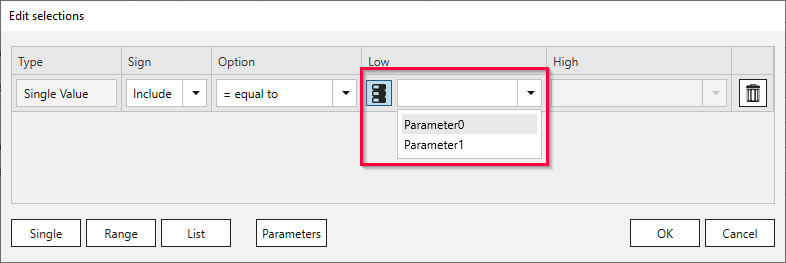 Edit selections
Type Sign Option Low High
Single Value Include = equal to
Parameter0
Parameter1
Single Range List Parameters OK Cancel